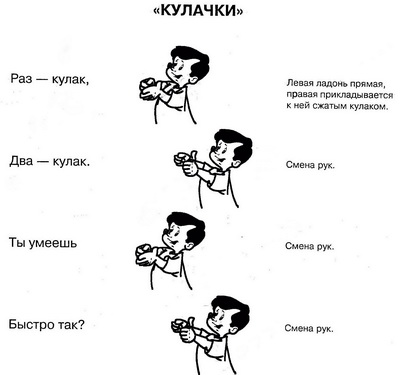 «КУЛАЧКИ»
Раз — кулак,
Левая ладонь прямая,
правая прикладывается
к ней сжатым кулаком.
Два — кулак.
Смена рук.
Ты умеешь
Смена рук.
Быстро так?
Смена рук.